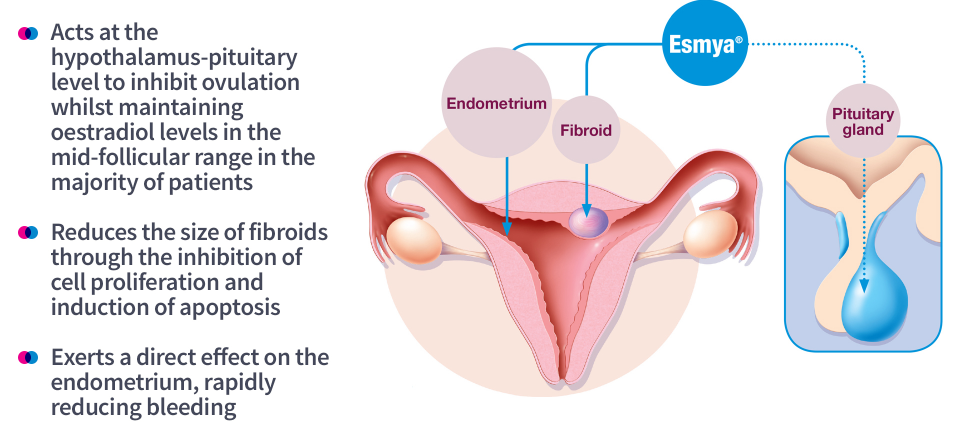 Acts at the
hypothalamus-pituitary
level to inhibit ovulation
whilst maintaining
oestradiol levels in the
mid-follicular range in the
majority of patients
Reduces the size of fibroids
through the inhibition of
cell proliferation and
induction of apoptosis
Exerts a direct effect on the
endometrium, rapidly
reducing bleeding
Esmya®
Endometrium
Fibroid
Pituitary
gland